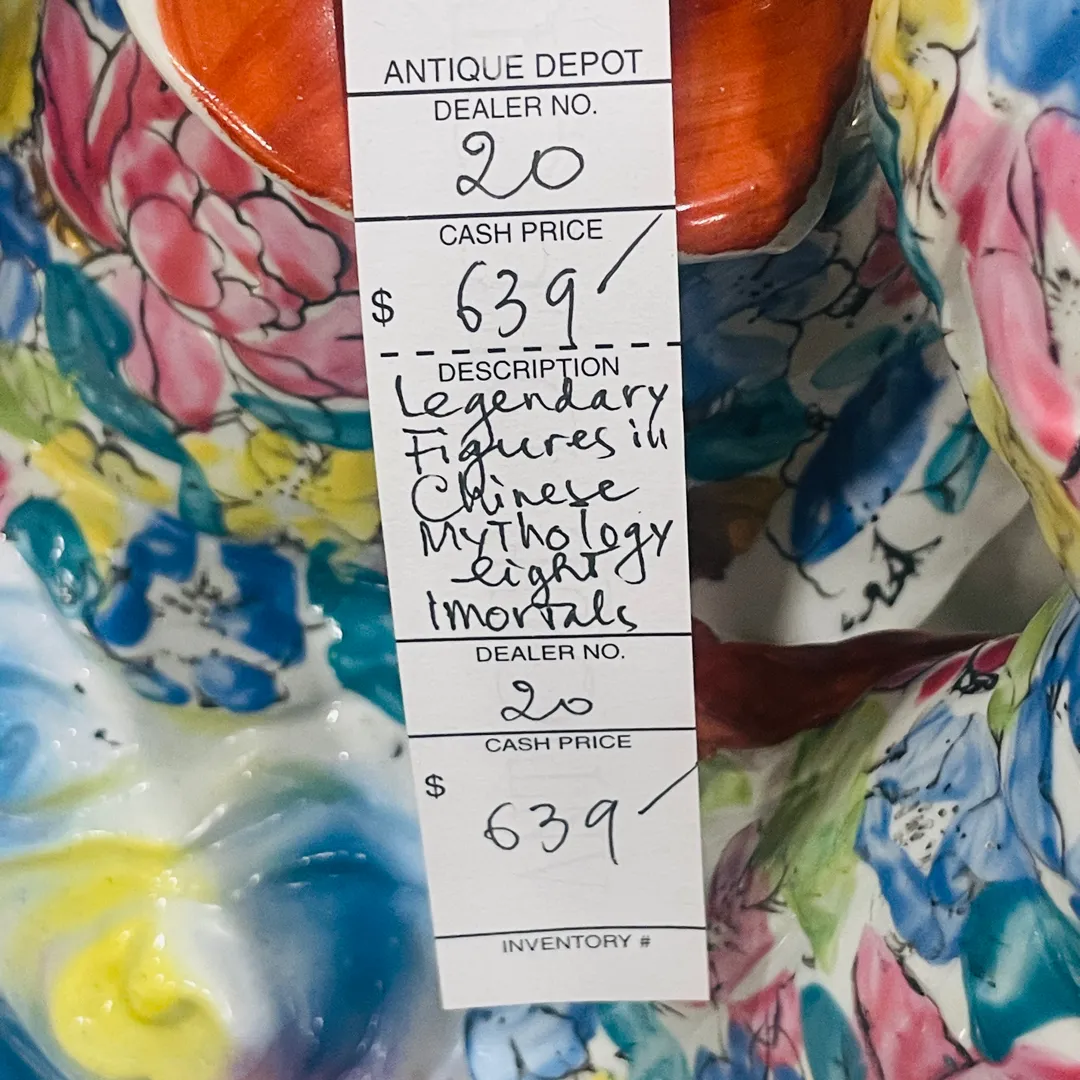 ANTIQUE DEPOT
DEALER NO.
20
CASH PRICE
$ 639/
DESCRIPTION
Legendary
Figures in
Chinese
Mythology
eight
Imortals
DEALER NO.
20
CASH PRICE
$ 639/
INVENTORY #